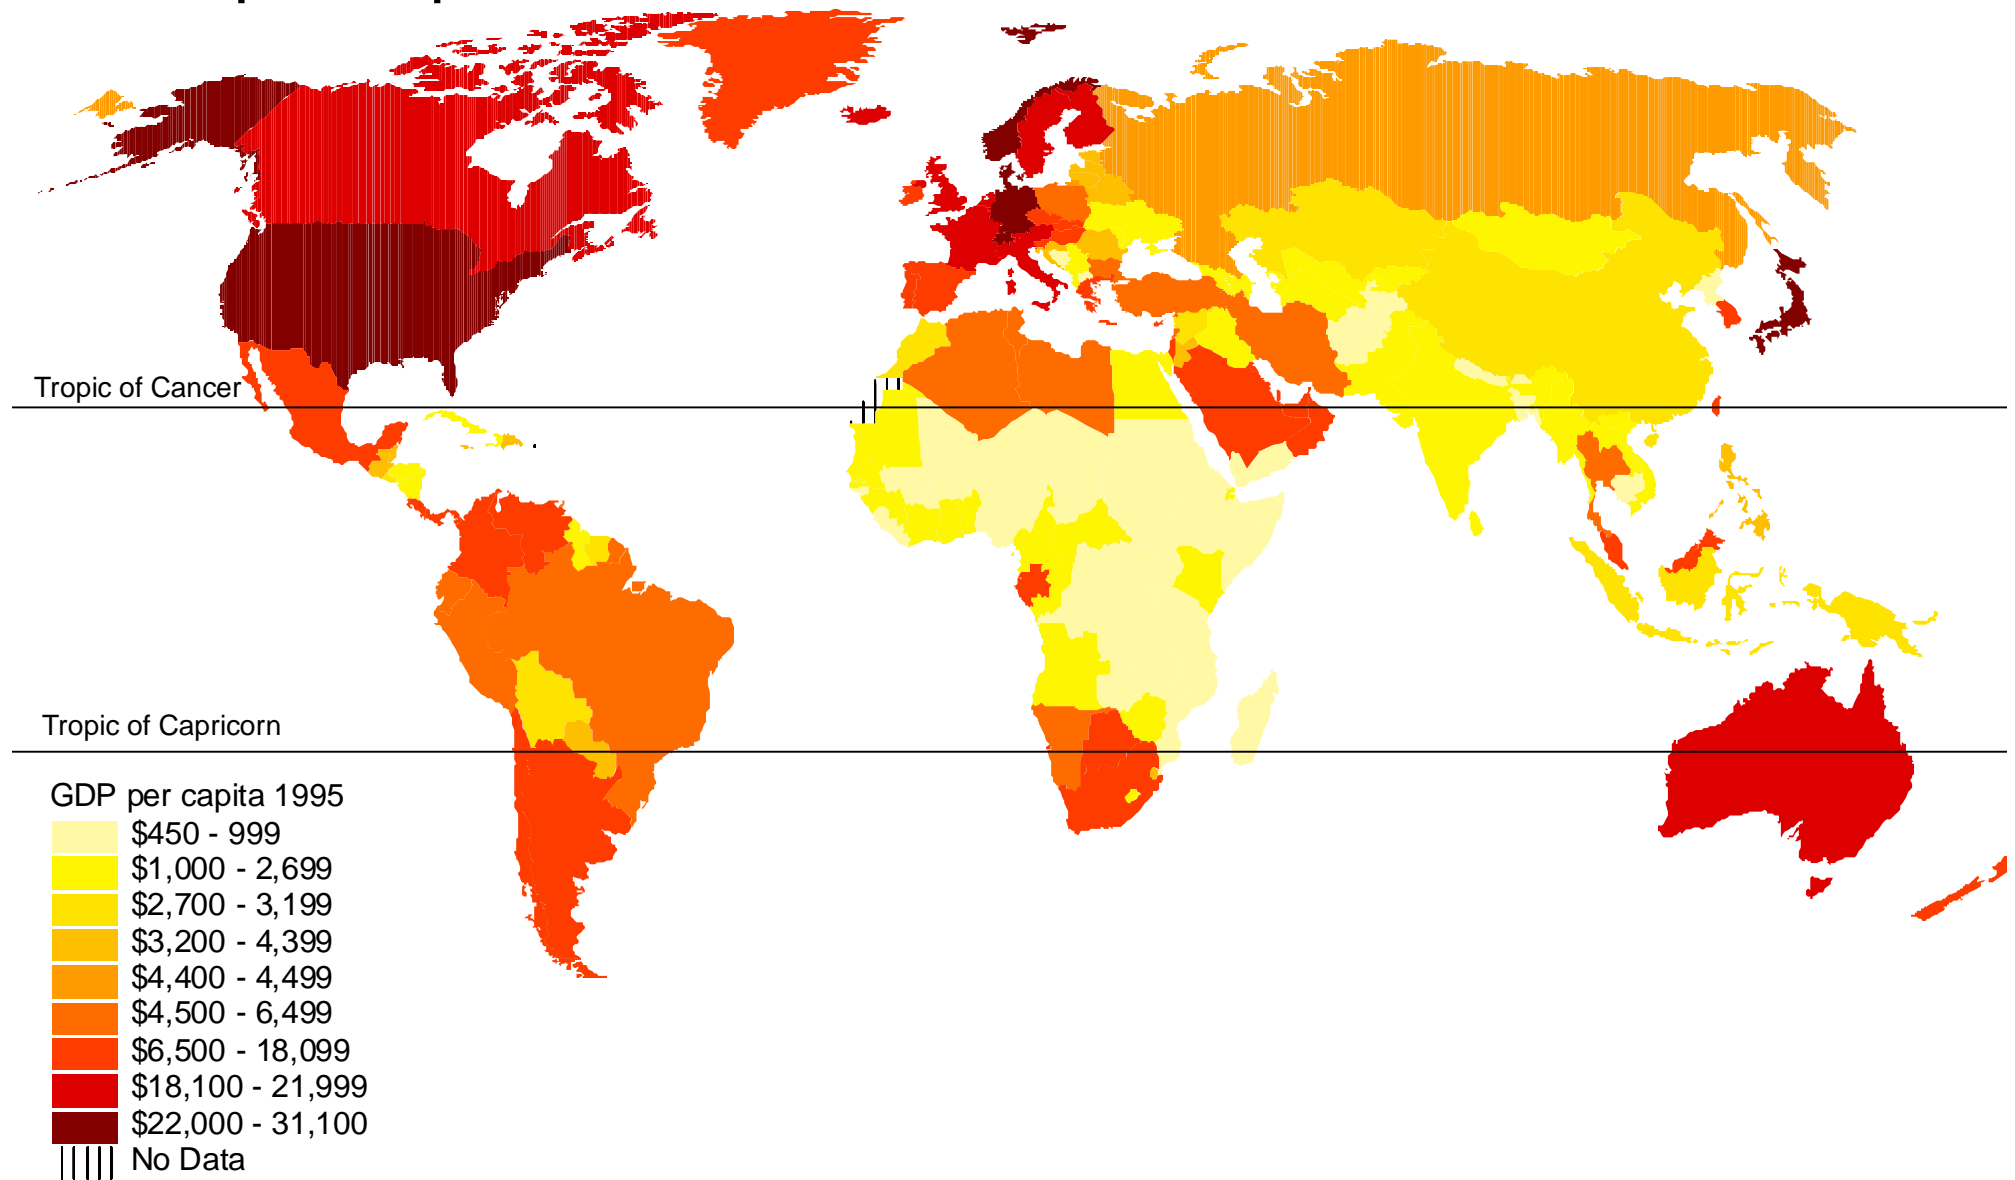 Tropic of Cancer
Tropic of Capricorn
GDP per capita 1995
$450 - 999
$1,000 - 2,699
$2,700 - 3,199
$3,200 - 4,399
$4,400 - 4,499
$4,500 - 6,499
$6,500 - 18,099
$18,100 - 21,999
$22,000 - 31,100
No Data